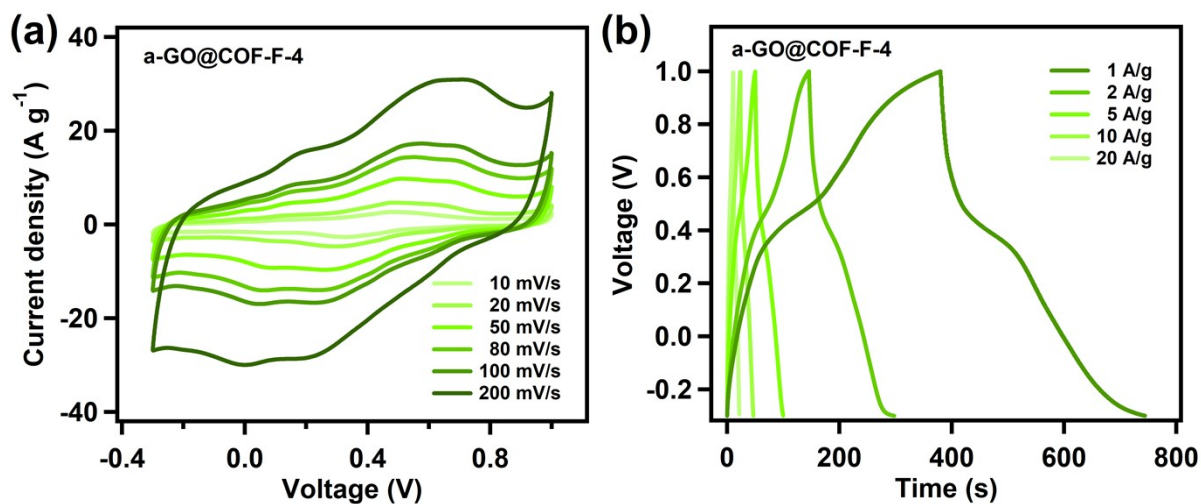 (a)
a-GO@COF-F-4
Current density (A g⁻¹)
40
20
0
-20
-40
-0.4
0.0
0.4
0.8
Voltage (V)
10 mV/s
20 mV/s
50 mV/s
80 mV/s
100 mV/s
200 mV/s
(b)
a-GO@COF-F-4
Voltage (V)
1.0
0.8
0.6
0.4
0.2
0.0
-0.2
0
200
400
600
800
Time (s)
1 A/g
2 A/g
5 A/g
10 A/g
20 A/g